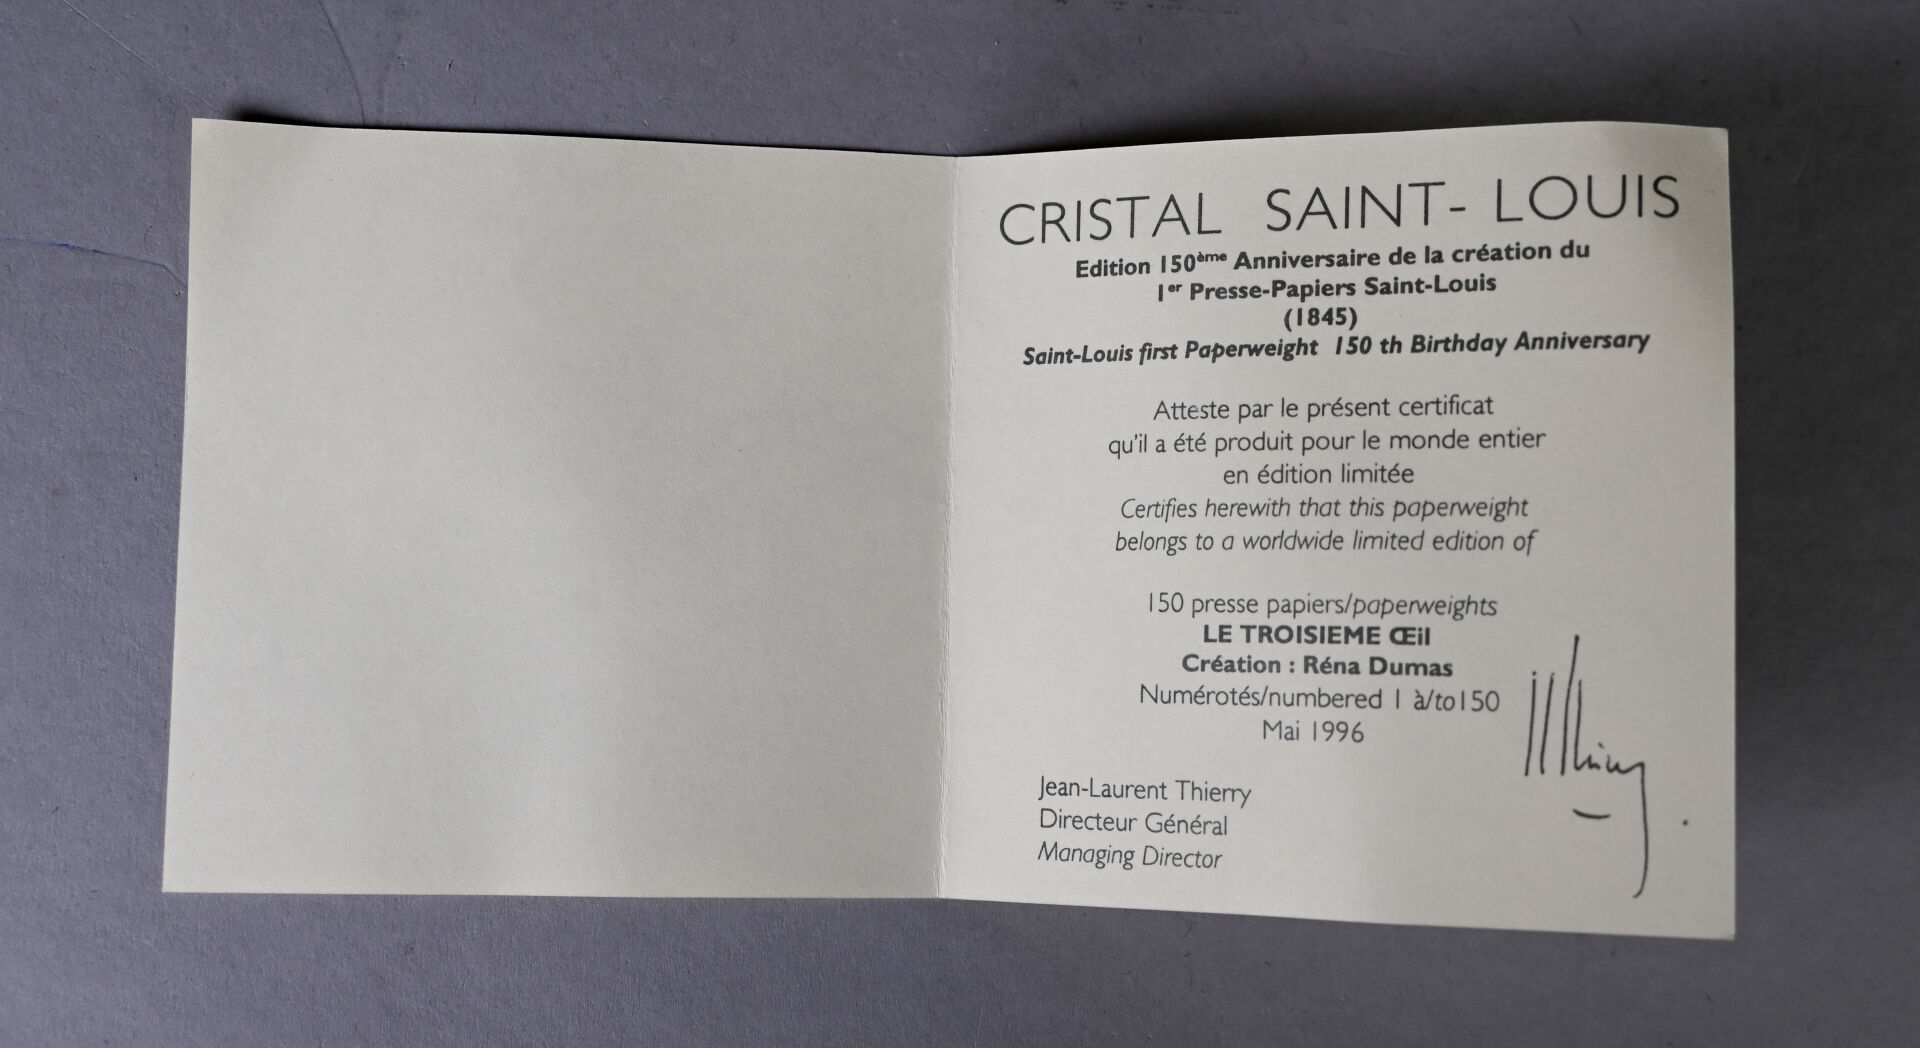 CRISTAL SAINT-LOUIS
Edition 150ème Anniversaire de la création du
1er Presse-Papiers Saint-Louis
(1845)
Saint-Louis first Paperweight 150 th Birthday Anniversary
Atteste par le présent certificat
qu'il a été produit pour le monde entier
en édition limitée
Certifies herewith that this paperweight
belongs to a worldwide limited edition of
150 presse papiers/paperweights
LE TROISIEME Œil
Création : Réna Dumas
Numérotés/numbered 1 à/to150
Mai 1996
Jean-Laurent Thierry
Directeur Général
Managing Director